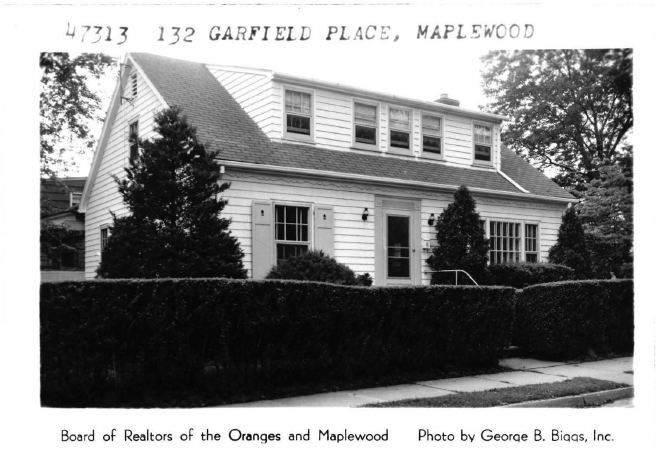 47313 132 GARFIELD PLACE, MAPLEWOOD
Board of Realtors of the Oranges and Maplewood Photo by George B. Biggs, Inc.